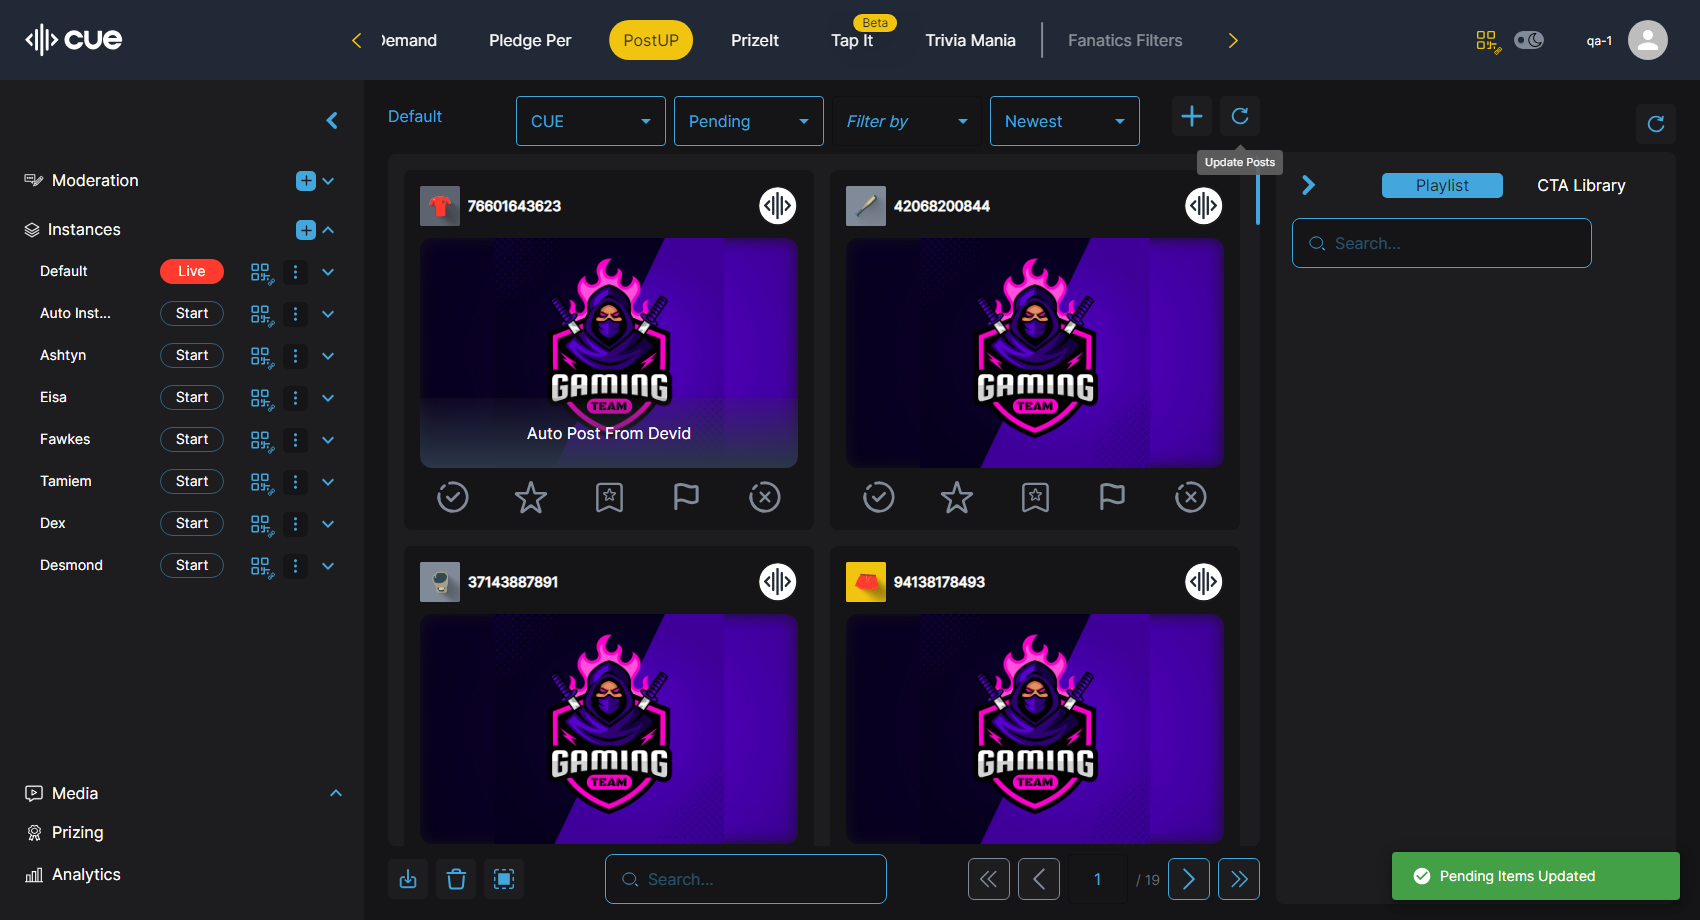 cue
Demand
Pledge Per
PostUP
PrizeIt
Beta
Tap It
Trivia Mania
Fanatics Filters
qa-1
Default
CUE
Pending
Filter by
Newest
Update Posts
Moderation
Instances
Default
Live
Auto Inst...
Start
Ashtyn
Start
Eisa
Start
Fawkes
Start
Tamiem
Start
Dex
Start
Desmond
Start
Media
Prizing
Analytics
76601643623
GAMING
TEAM
Auto Post From Devid
42068200844
GAMING
TEAM
37143887891
GAMING
TEAM
94138178493
GAMING
TEAM
Search...
1
/ 19
Playlist
CTA Library
Search...
Pending Items Updated